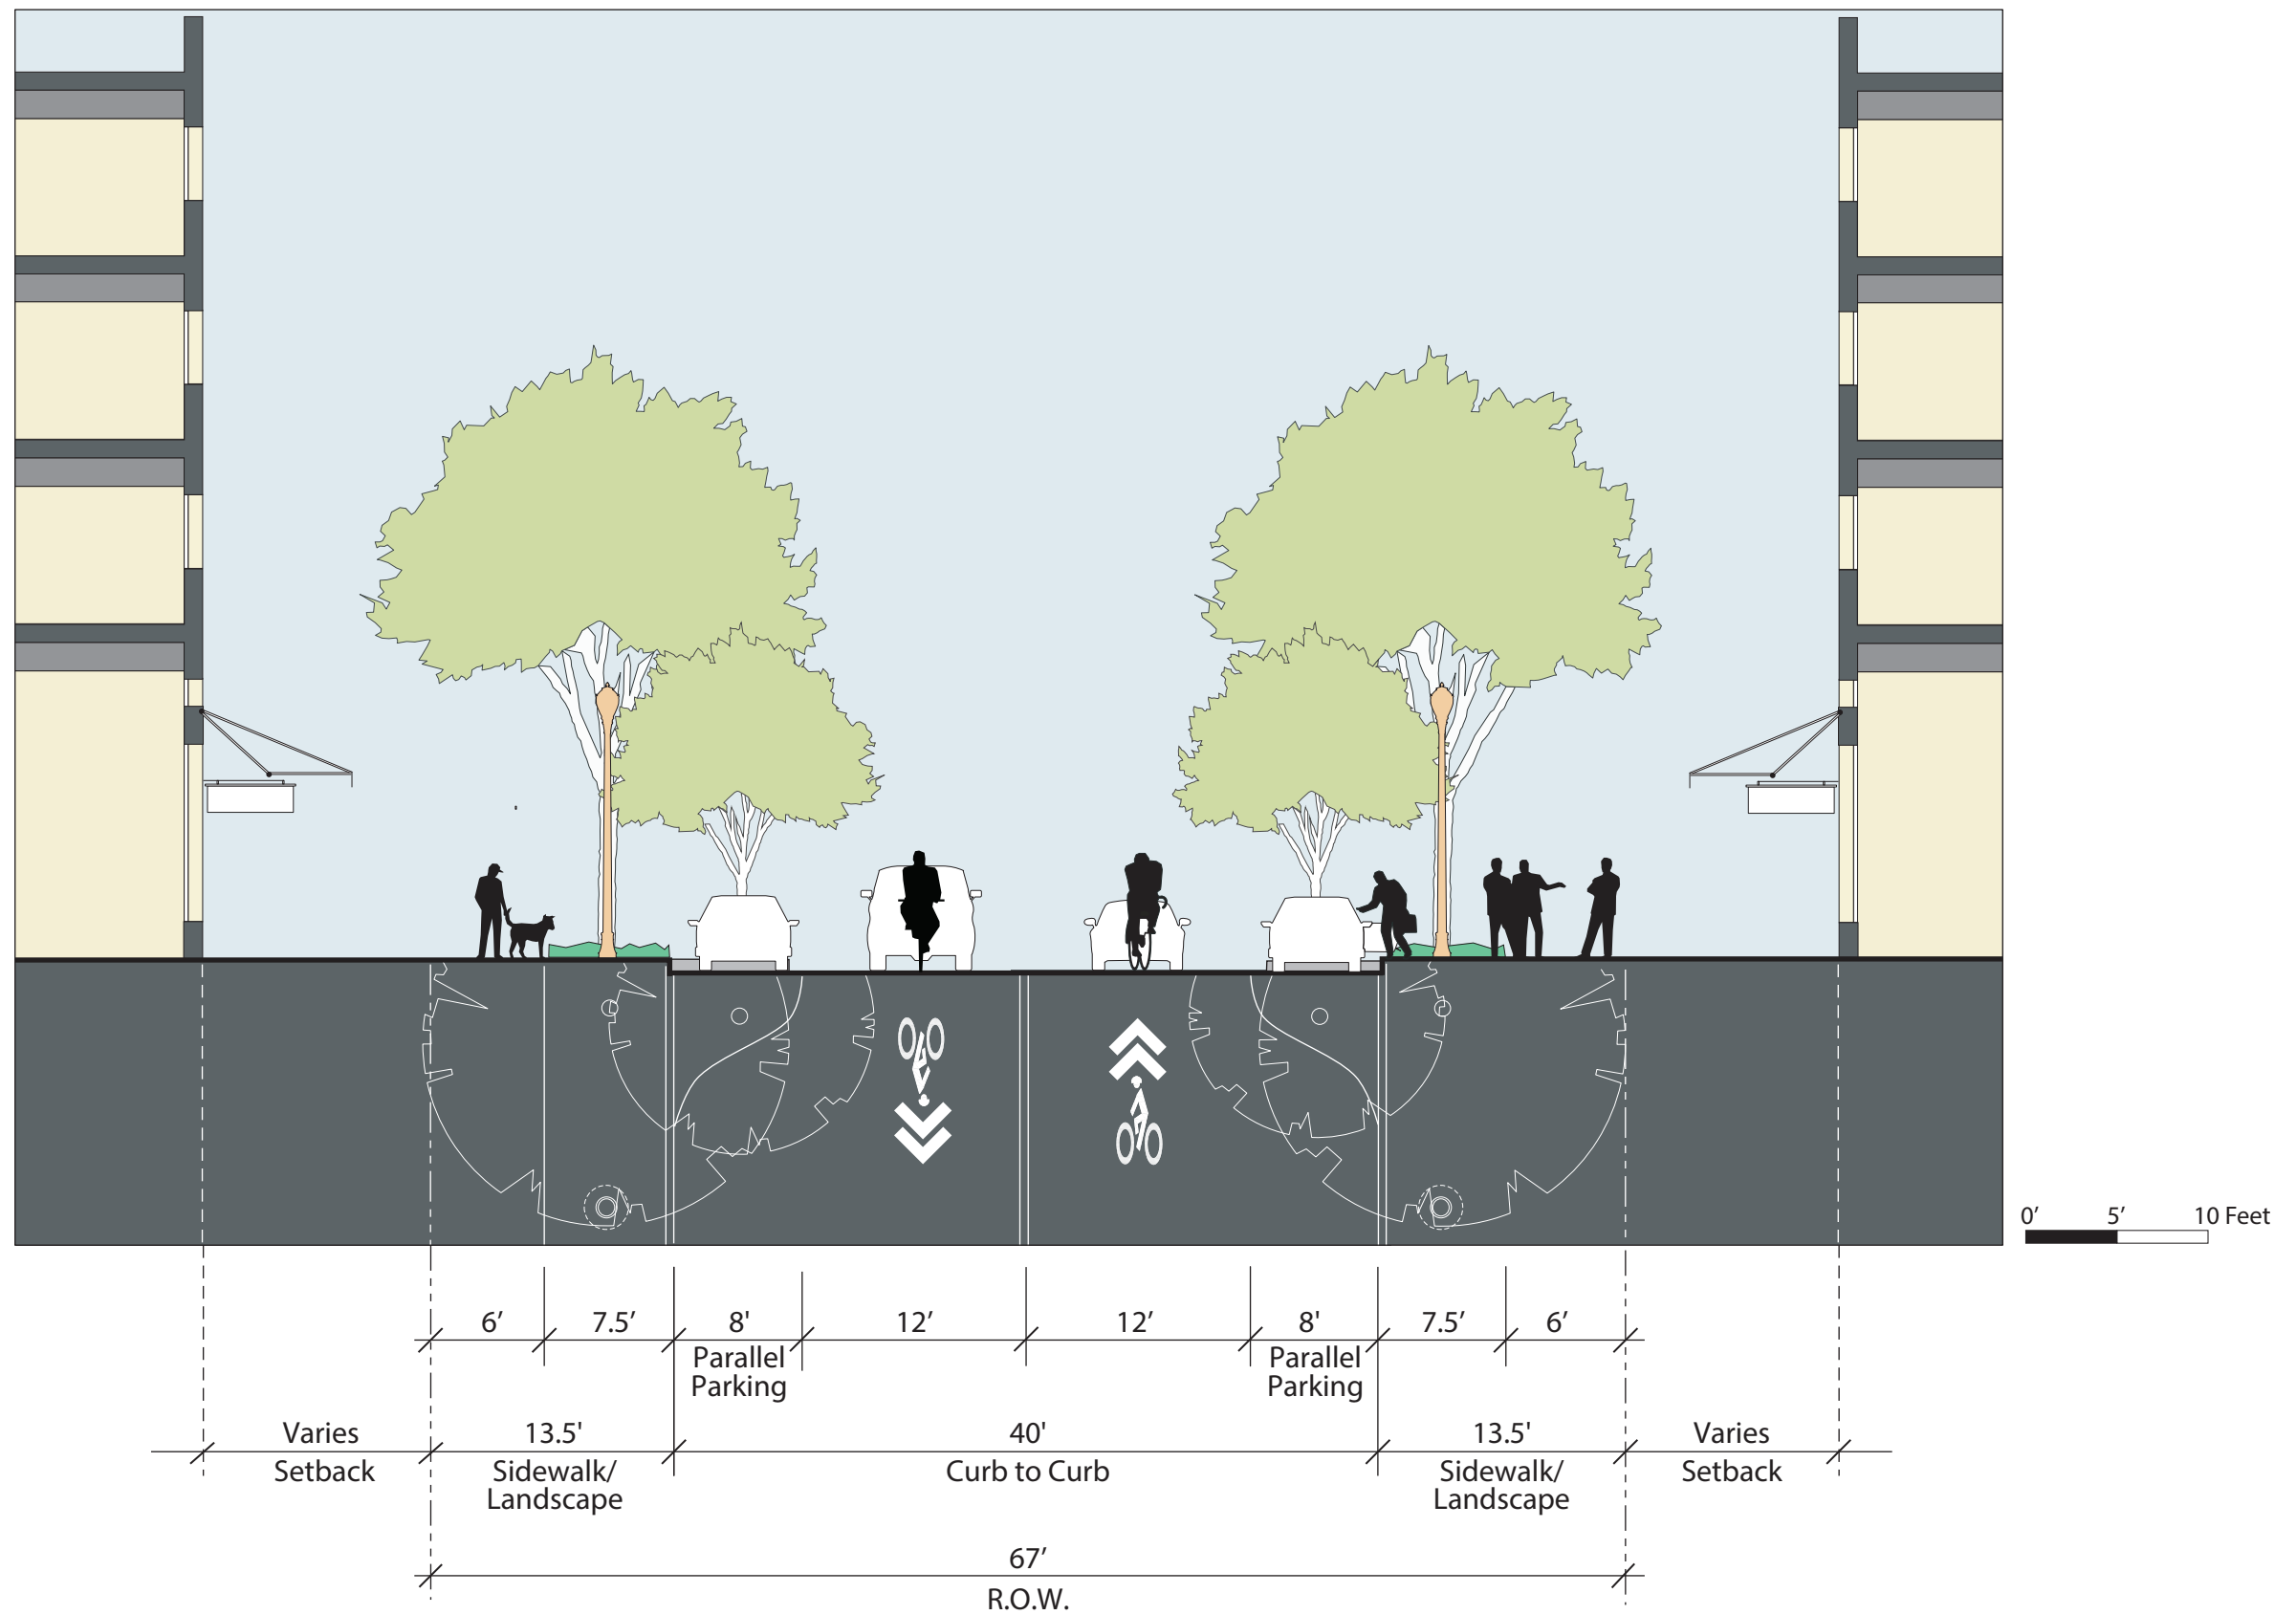 0’ 5’ 10 Feet
6’ 7.5’ 8' 12’ 12’ 8' 7.5’ 6’
Parallel
Parking
Parallel
Parking
Varies 13.5' 40' 13.5' Varies
Setback Sidewalk/ Curb to Curb Sidewalk/ Setback
Landscape Landscape
67’
R.O.W.